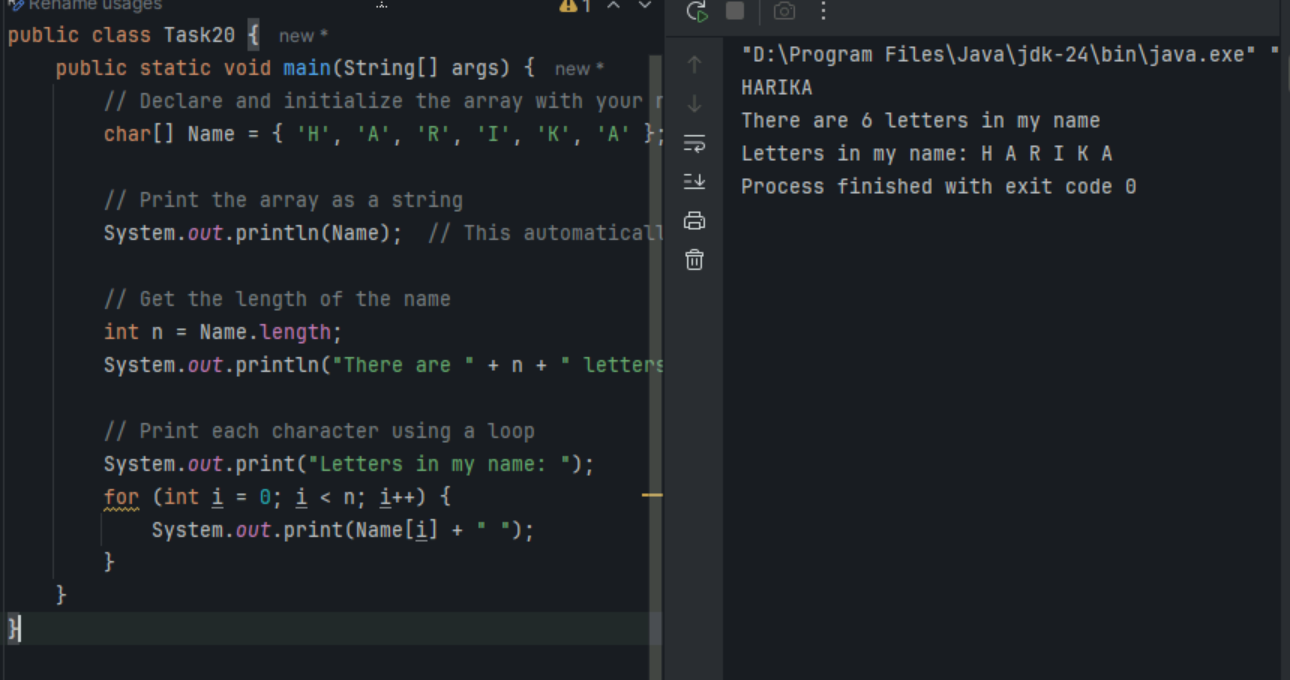 Rename usages
1
public class Task20 { new *
public static void main(String[] args) { new *
// Declare and initialize the array with your
char[] Name = { 'H', 'A', 'R', 'I', 'K', 'A' };
// Print the array as a string
System.out.println(Name); // This automaticall
// Get the length of the name
int n = Name.length;
System.out.println("There are " + n + " letters
// Print each character using a loop
System.out.print("Letters in my name: ");
for (int i = 0; i < n; i++) {
System.out.print(Name[i] + " ");
}
}
}
"D:\Program Files\Java\jdk-24\bin\java.exe" "
HARIKA
There are 6 letters in my name
Letters in my name: H A R I K A
Process finished with exit code 0